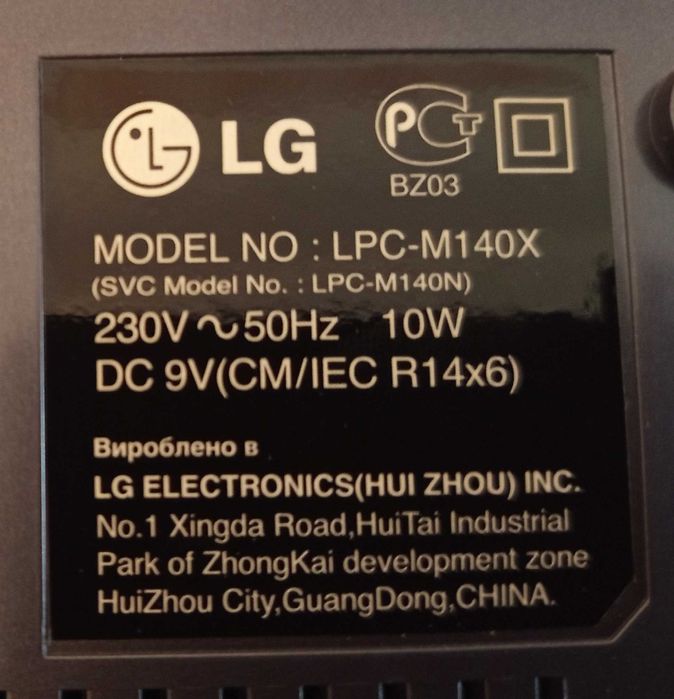 LG
РСТ
BZ03
MODEL NO : LPC-M140X
(SVC Model No. : LPC-M140N)
230V ~ 50Hz 10W
DC 9V(CM/IEC R14x6)
Вироблено в
LG ELECTRONICS(HUI ZHOU) INC.
No.1 Xingda Road,HuiTai Industrial
Park of ZhongKai development zone
HuiZhou City,GuangDong,CHINA.